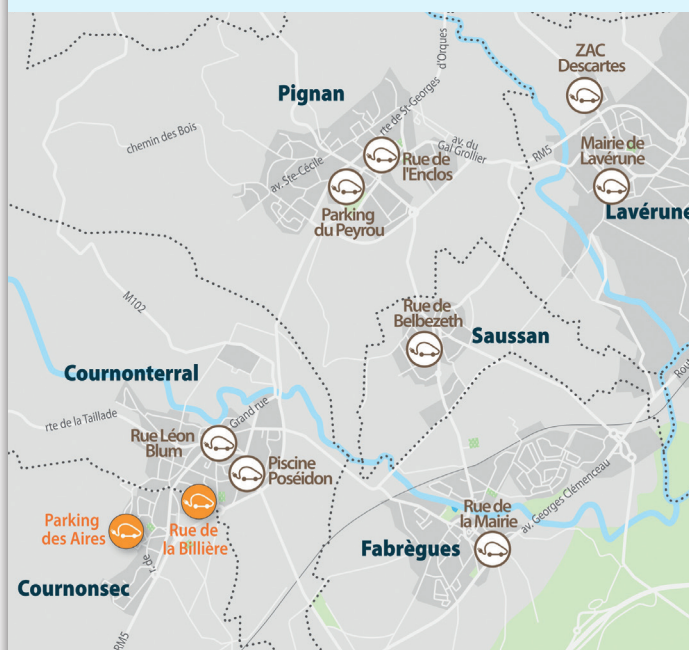 d'Orques
ZAC
Descartes
Pignan
rte de St-Georges
chemin des Bois
av. du
Gal Grollier
RM5
Mairie de
Lavérune
av. Ste-Cécile
Rue de
l'Enclos
Parking
du Peyrou
Lavérune
M102
Rue de
Belbezeth
Saussan
Cournonterral
Rou
Grand rue
rte de la Taillade
Rue Léon
Blum
Piscine
Poséidon
av. Georges Clémenceau
Rue de
la Mairie
Parking
des Aires
Rue de
la Billière
Fabrègues
Cournonsec
RM5